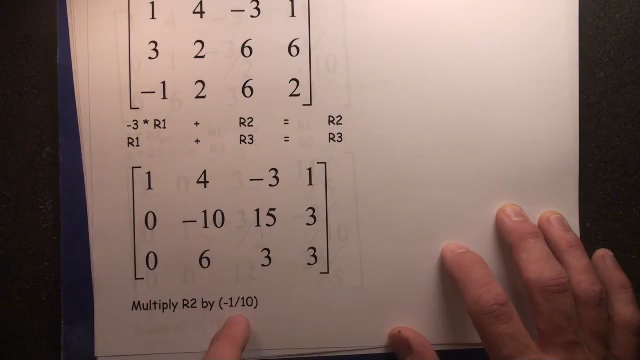 1 4 −3 1
3 2 6 6
−1 2 6 2
-3 * R1 + R2 = R2
R1 + R3 = R3
1 4 −3 1
0 −10 15 3
0 6 3 3
Multiply R2 by (-1/10)